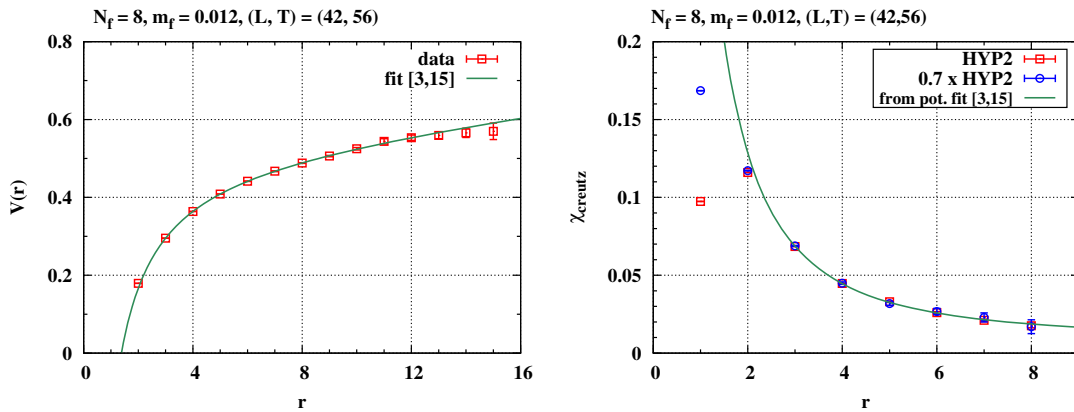 N_f = 8, m_f = 0.012, (L, T) = (42, 56)
0.8
0.6
0.4
0.2
0
V(r)
data
fit [3,15]
0 4 8 12 16
r
N_f = 8, m_f = 0.012, (L,T) = (42,56)
0.2
0.15
0.1
0.05
0
χ_creutz
HYP2
0.7 x HYP2
from pot. fit [3,15]
0 2 4 6 8
r